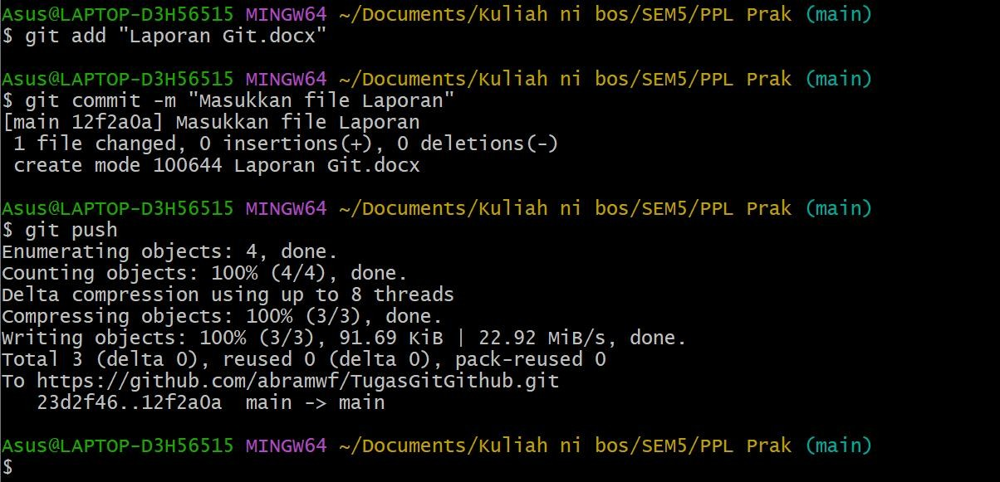 Asus@LAPTOP-D3H56515 MINGW64 ~/Documents/Kuliah ni bos/SEM5/PPL Prak (main)
$ git add "Laporan Git.docx"
Asus@LAPTOP-D3H56515 MINGW64 ~/Documents/Kuliah ni bos/SEM5/PPL Prak (main)
$ git commit -m "Masukkan file Laporan"
[main 12f2a0a] Masukkan file Laporan
 1 file changed, 0 insertions(+), 0 deletions(-)
 create mode 100644 Laporan Git.docx
Asus@LAPTOP-D3H56515 MINGW64 ~/Documents/Kuliah ni bos/SEM5/PPL Prak (main)
$ git push
Enumerating objects: 4, done.
Counting objects: 100% (4/4), done.
Delta compression using up to 8 threads
Compressing objects: 100% (3/3), done.
Writing objects: 100% (3/3), 91.69 KiB | 22.92 MiB/s, done.
Total 3 (delta 0), reused 0 (delta 0), pack-reused 0
To https://github.com/abramwf/TugasGitGithub.git
   23d2f46..12f2a0a  main -> main
Asus@LAPTOP-D3H56515 MINGW64 ~/Documents/Kuliah ni bos/SEM5/PPL Prak (main)
$